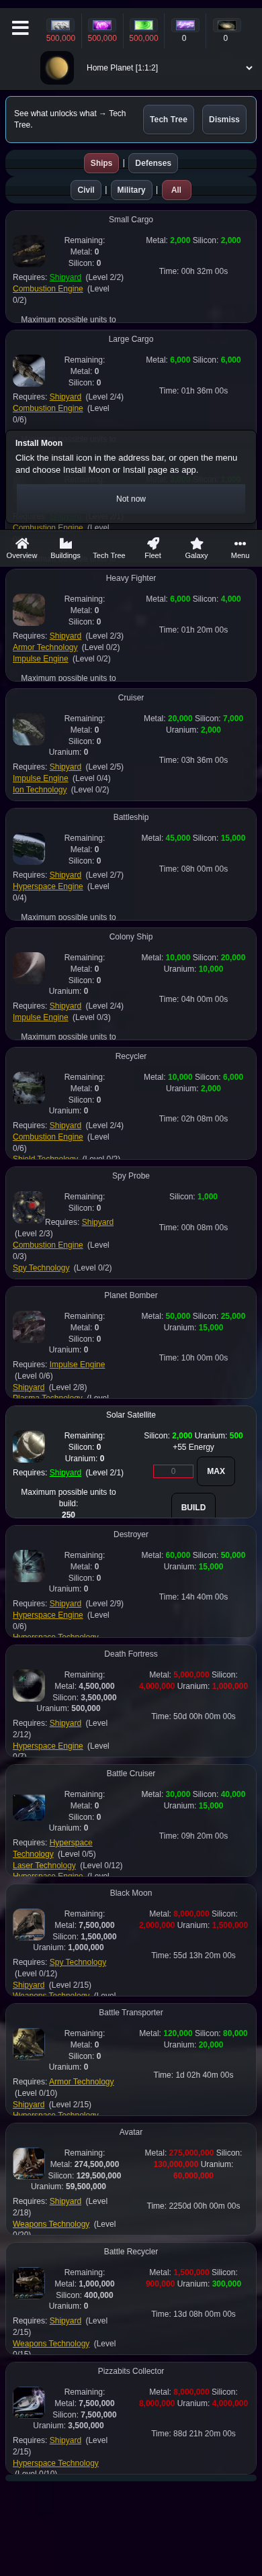 500,000
500,000
500,000
0
0
Home Planet [1:1:2]
See what unlocks what → Tech Tree.
Tech Tree
Dismiss
Ships | Defenses
Civil | Military | All
Small Cargo
Remaining:
Metal: 0
Silicon: 0
Requires: Shipyard (Level 2/2)
Combustion Engine (Level 0/2)
Maximum possible units to
Metal: 2,000 Silicon: 2,000
Time: 00h 32m 00s
Large Cargo
Remaining:
Metal: 0
Silicon: 0
Requires: Shipyard (Level 2/4)
Combustion Engine (Level 0/6)
Metal: 6,000 Silicon: 6,000
Time: 01h 36m 00s
Install Moon
Click the install icon in the address bar, or open the menu and choose Install Moon or Install page as app.
Not now
Combustion Engine (Level
Overview
Buildings
Tech Tree
Fleet
Galaxy
Menu
Heavy Fighter
Remaining:
Metal: 0
Silicon: 0
Requires: Shipyard (Level 2/3)
Armor Technology (Level 0/2)
Impulse Engine (Level 0/2)
Maximum possible units to
Metal: 6,000 Silicon: 4,000
Time: 01h 20m 00s
Cruiser
Remaining:
Metal: 0
Silicon: 0
Uranium: 0
Requires: Shipyard (Level 2/5)
Impulse Engine (Level 0/4)
Ion Technology (Level 0/2)
Metal: 20,000 Silicon: 7,000
Uranium: 2,000
Time: 03h 36m 00s
Battleship
Remaining:
Metal: 0
Silicon: 0
Requires: Shipyard (Level 2/7)
Hyperspace Engine (Level 0/4)
Maximum possible units to
Metal: 45,000 Silicon: 15,000
Time: 08h 00m 00s
Colony Ship
Remaining:
Metal: 0
Silicon: 0
Uranium: 0
Requires: Shipyard (Level 2/4)
Impulse Engine (Level 0/3)
Maximum possible units to
Metal: 10,000 Silicon: 20,000
Uranium: 10,000
Time: 04h 00m 00s
Recycler
Remaining:
Metal: 0
Silicon: 0
Uranium: 0
Requires: Shipyard (Level 2/4)
Combustion Engine (Level 0/6)
Shield Technology (Level 0/2)
Metal: 10,000 Silicon: 6,000
Uranium: 2,000
Time: 02h 08m 00s
Spy Probe
Remaining:
Silicon: 0
Requires: Shipyard (Level 2/3)
Combustion Engine (Level 0/3)
Spy Technology (Level 0/2)
Silicon: 1,000
Time: 00h 08m 00s
Planet Bomber
Remaining:
Metal: 0
Silicon: 0
Uranium: 0
Requires: Impulse Engine (Level 0/6)
Shipyard (Level 2/8)
Plasma Technology (Level
Metal: 50,000 Silicon: 25,000
Uranium: 15,000
Time: 10h 00m 00s
Solar Satellite
Remaining:
Silicon: 0
Uranium: 0
Requires: Shipyard (Level 2/1)
Maximum possible units to build:
250
Silicon: 2,000 Uranium: 500
+55 Energy
0
MAX
BUILD
Destroyer
Remaining:
Metal: 0
Silicon: 0
Uranium: 0
Requires: Shipyard (Level 2/9)
Hyperspace Engine (Level 0/6)
Hyperspace Technology
Metal: 60,000 Silicon: 50,000
Uranium: 15,000
Time: 14h 40m 00s
Death Fortress
Remaining:
Metal: 4,500,000
Silicon: 3,500,000
Uranium: 500,000
Requires: Shipyard (Level 2/12)
Hyperspace Engine (Level 0/7)
Metal: 5,000,000 Silicon: 4,000,000 Uranium: 1,000,000
Time: 50d 00h 00m 00s
Battle Cruiser
Remaining:
Metal: 0
Silicon: 0
Uranium: 0
Requires: Hyperspace Technology (Level 0/5)
Laser Technology (Level 0/12)
Hyperspace Engine (Level
Metal: 30,000 Silicon: 40,000
Uranium: 15,000
Time: 09h 20m 00s
Black Moon
Remaining:
Metal: 7,500,000
Silicon: 1,500,000
Uranium: 1,000,000
Requires: Spy Technology (Level 0/12)
Shipyard (Level 2/15)
Weapons Technology (Level
Metal: 8,000,000 Silicon: 2,000,000 Uranium: 1,500,000
Time: 55d 13h 20m 00s
Battle Transporter
Remaining:
Metal: 0
Silicon: 0
Uranium: 0
Requires: Armor Technology (Level 0/10)
Shipyard (Level 2/15)
Hyperspace Technology
Metal: 120,000 Silicon: 80,000
Uranium: 20,000
Time: 1d 02h 40m 00s
Avatar
Remaining:
Metal: 274,500,000
Silicon: 129,500,000
Uranium: 59,500,000
Requires: Shipyard (Level 2/18)
Weapons Technology (Level 0/20)
Metal: 275,000,000 Silicon: 130,000,000 Uranium: 60,000,000
Time: 2250d 00h 00m 00s
Battle Recycler
Remaining:
Metal: 1,000,000
Silicon: 400,000
Uranium: 0
Requires: Shipyard (Level 2/15)
Weapons Technology (Level 0/15)
Metal: 1,500,000 Silicon: 900,000 Uranium: 300,000
Time: 13d 08h 00m 00s
Pizzabits Collector
Remaining:
Metal: 7,500,000
Silicon: 7,500,000
Uranium: 3,500,000
Requires: Shipyard (Level 2/15)
Hyperspace Technology (Level 0/10)
Metal: 8,000,000 Silicon: 8,000,000 Uranium: 4,000,000
Time: 88d 21h 20m 00s